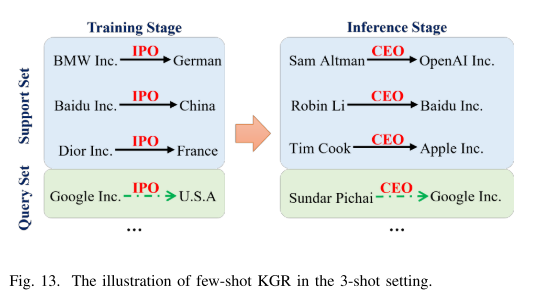 Training Stage
Inference Stage
Support Set
BMW Inc. IPO German
Baidu Inc. IPO China
Dior Inc. IPO France
Sam Altman CEO OpenAI Inc.
Robin Li CEO Baidu Inc.
Tim Cook CEO Apple Inc.
Query Set
Google Inc. IPO U.S.A
...
Sundar Pichai CEO Google Inc.
...
Fig. 13. The illustration of few-shot KGR in the 3-shot setting.